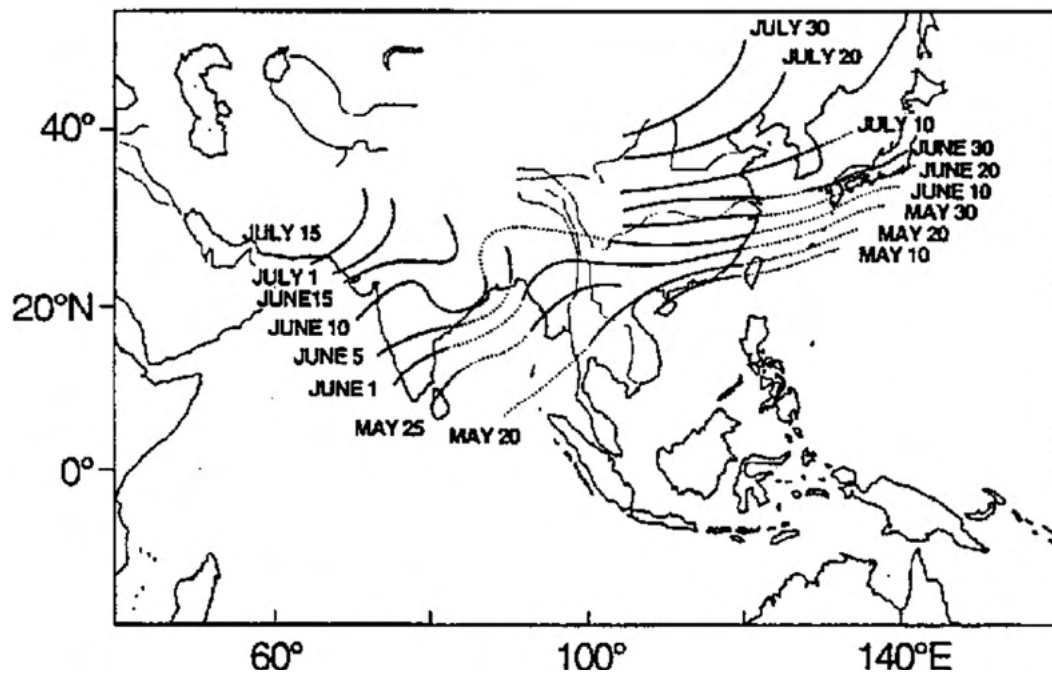 JULY 30
JULY 20
40°
JULY 10
JUNE 30
JUNE 20
JUNE 10
MAY 30
MAY 20
MAY 10
JULY 15
JULY 1
JUNE 15
20°N
JUNE 10
JUNE 5
JUNE 1
MAY 25
MAY 20
0°
60°
100°
140°E